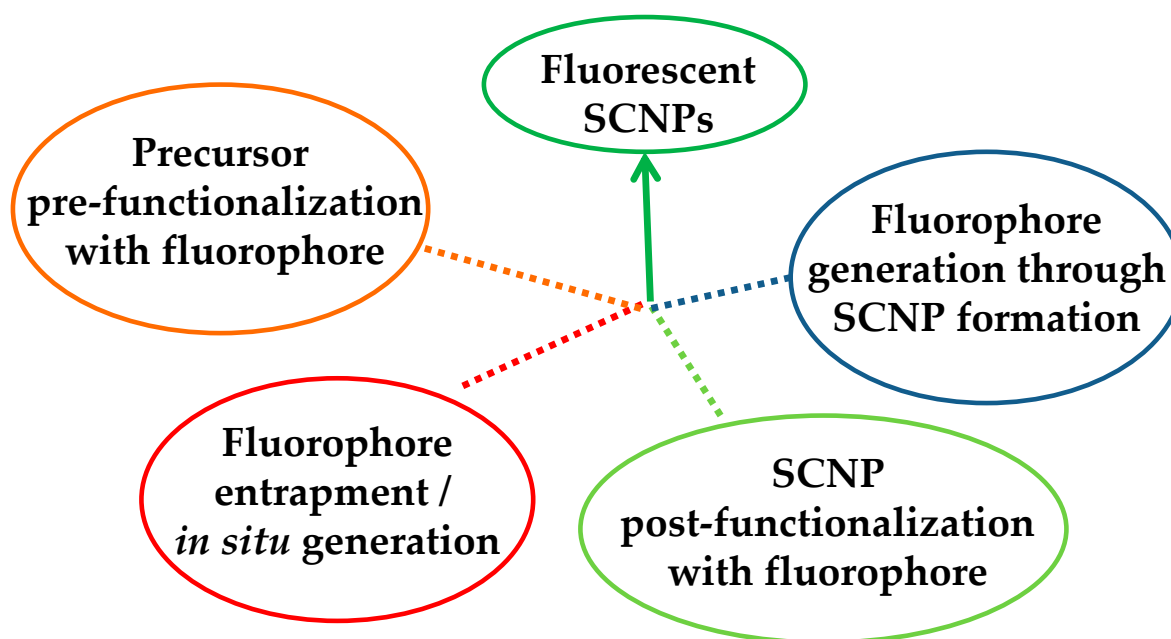 Fluorescent
SCNPs
Precursor
pre-functionalization
with fluorophore
Fluorophore
generation through
SCNP formation
Fluorophore
entrapment /
in situ generation
SCNP
post-functionalization
with fluorophore